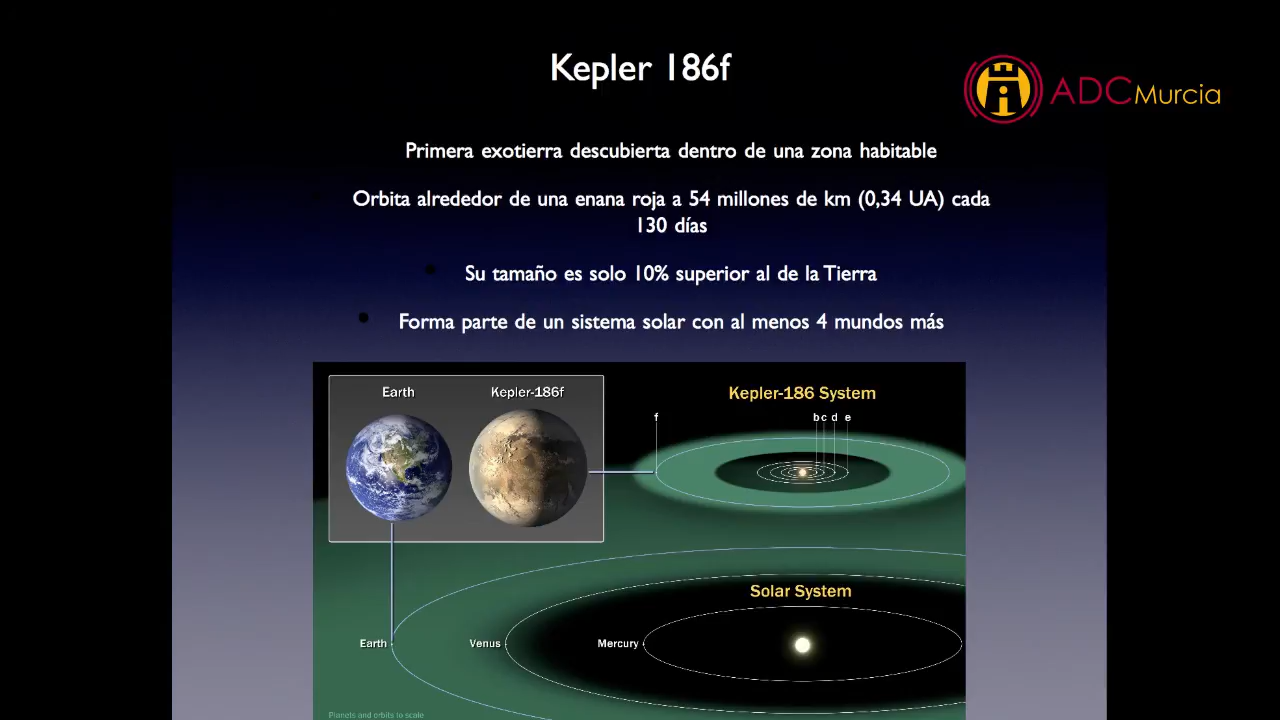 Kepler 186f
ADCMurcia
Primera exotierra descubierta dentro de una zona habitable
Orbita alrededor de una enana roja a 54 millones de km (0,34 UA) cada
130 días
Su tamaño es solo 10% superior al de la Tierra
Forma parte de un sistema solar con al menos 4 mundos más
Earth
Kepler-186f
Kepler-186 System
f
b c d e
Solar System
Earth
Venus
Mercury
Planets and orbits to scale